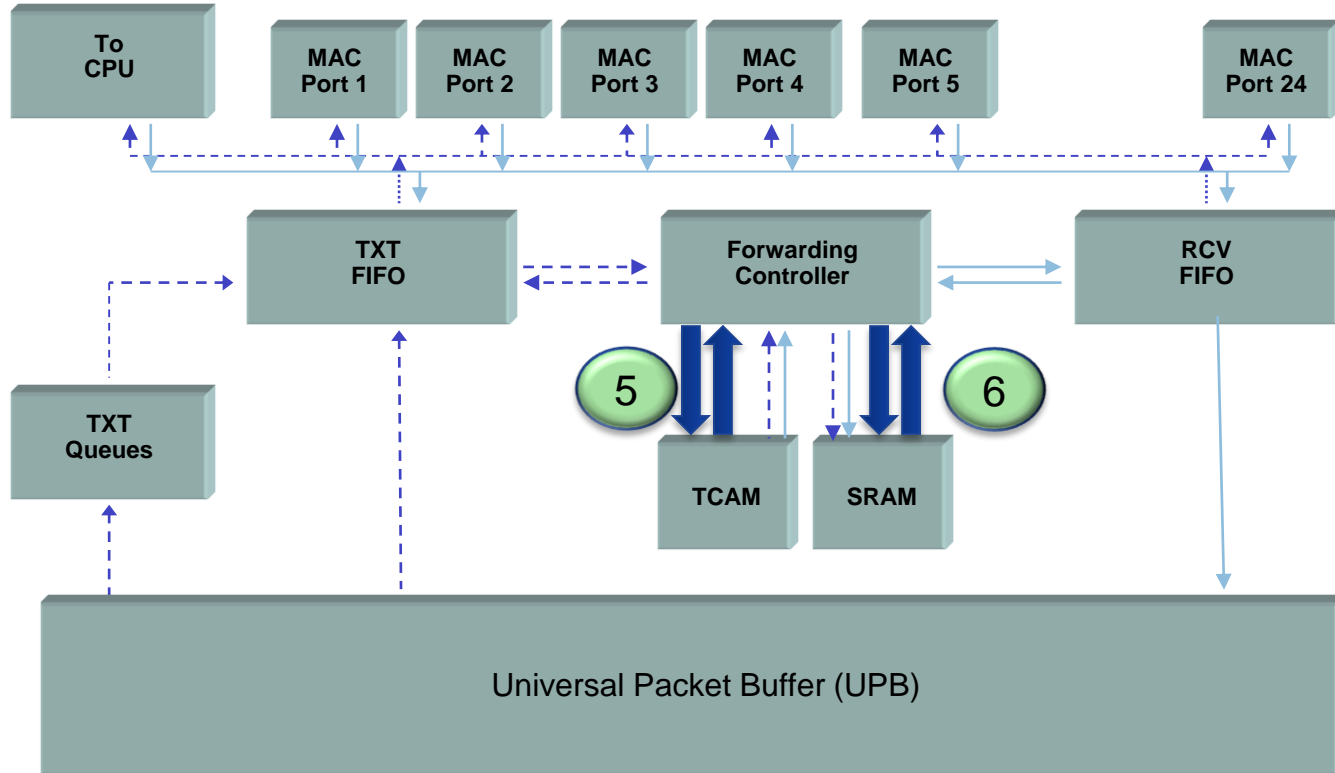 To
CPU
MAC
Port 1
MAC
Port 2
MAC
Port 3
MAC
Port 4
MAC
Port 5
MAC
Port 24
TXT
FIFO
Forwarding
Controller
RCV
FIFO
5
6
TXT
Queues
TCAM
SRAM
Universal Packet Buffer (UPB)